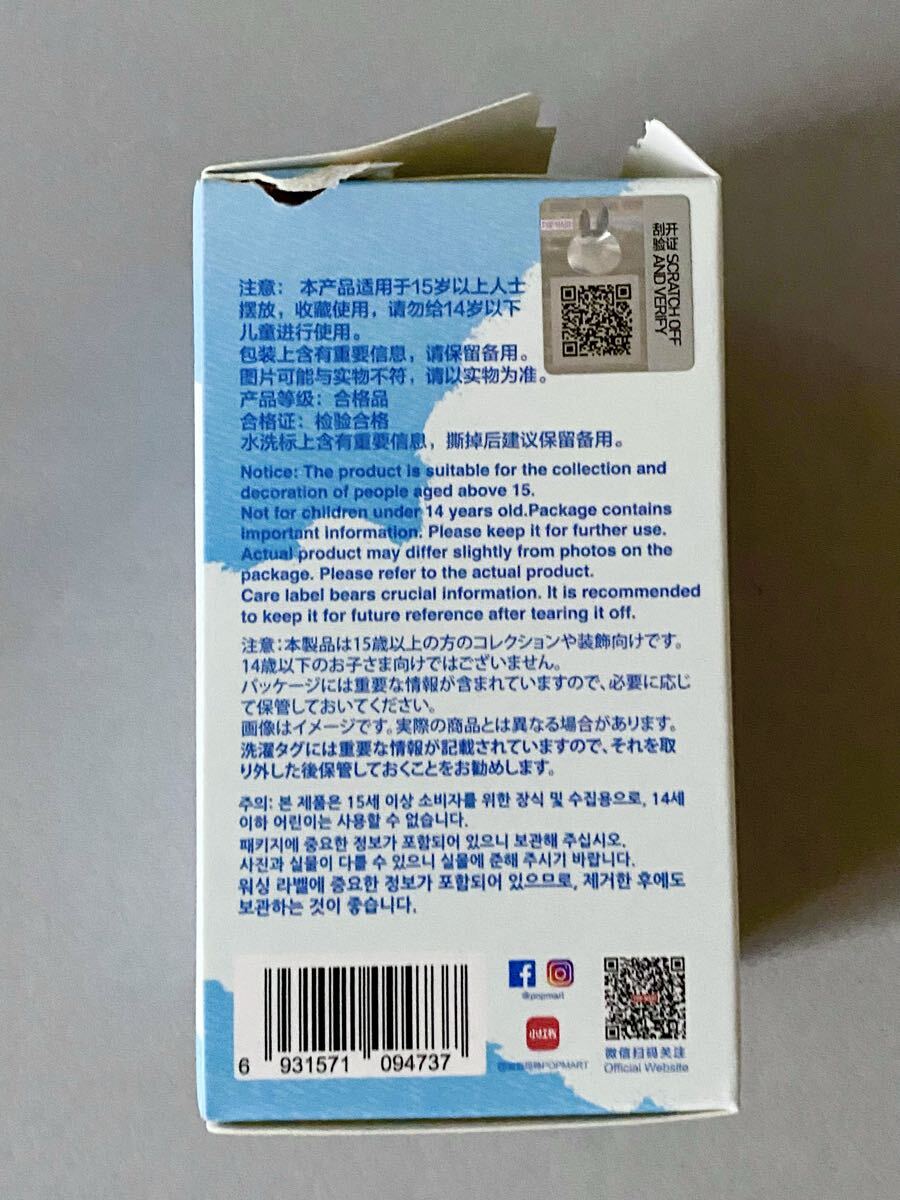 开证 SCRATCH OFF
刮验 AND VERIFY
注意： 本产品适用于15岁以上人士
摆放，收藏使用，请勿给14岁以下
儿童进行使用。
包装上含有重要信息，请保留备用。
图片可能与实物不符，请以实物为准。
产品等级：合格品
合格证：检验合格
水洗标上含有重要信息，撕掉后建议保留备用。
Notice: The product is suitable for the collection and
decoration of people aged above 15.
Not for children under 14 years old.Package contains
important information. Please keep it for further use.
Actual product may differ slightly from photos on the
package. Please refer to the actual product.
Care label bears crucial information. It is recommended
to keep it for future reference after tearing it off.
注意：本製品は15歳以上の方のコレクションや装飾向けです。
14歳以下のお子さま向けではございません。
パッケージには重要な情報が含まれていますので、必要に応じ
て保管しておいてください。
画像はイメージです。実際の商品とは異なる場合があります。
洗濯タグには重要な情報が記載されていますので、それを取
り外した後保管しておくことをお勧めします。
주의: 본 제품은 15세 이상 소비자를 위한 장식 및 수집용으로, 14세
이하 어린이는 사용할 수 없습니다.
패키지에 중요한 정보가 포함되어 있으니 보관해 주십시오.
사진과 실물이 다를 수 있으니 실물에 준해 주시기 바랍니다.
워싱 라벨에 중요한 정보가 포함되어 있으므로, 제거한 후에도
보관하는 것이 좋습니다.
6 931571 094737
@popmart
小红书
POPMART
微信扫码关注
Official Website